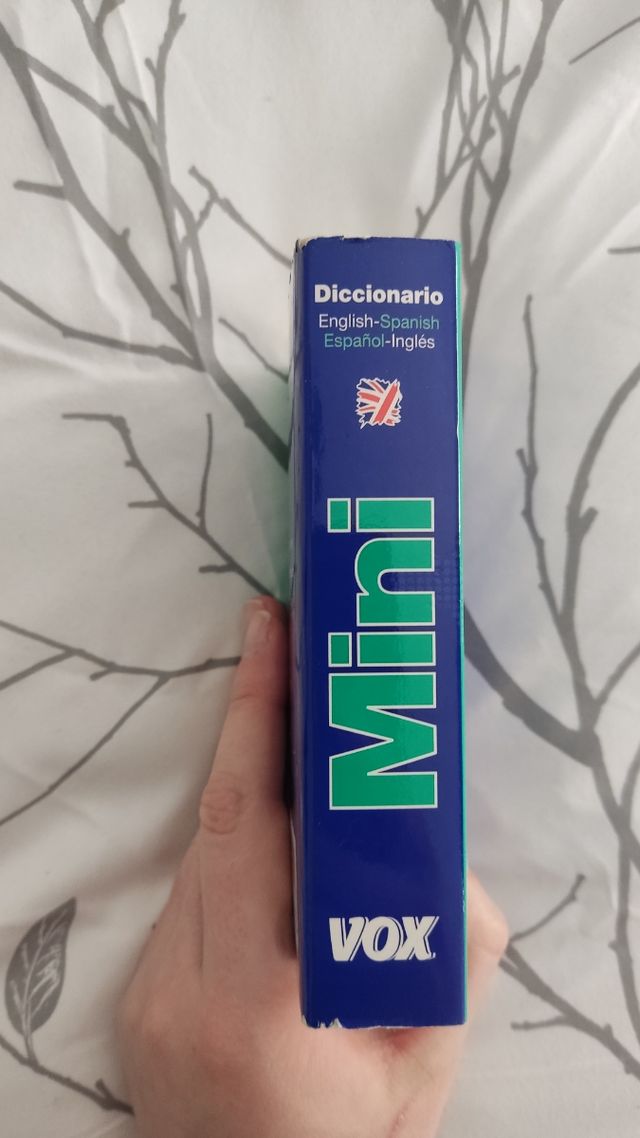 Diccionario
English-Spanish
Español-Inglés
Mini
VOX